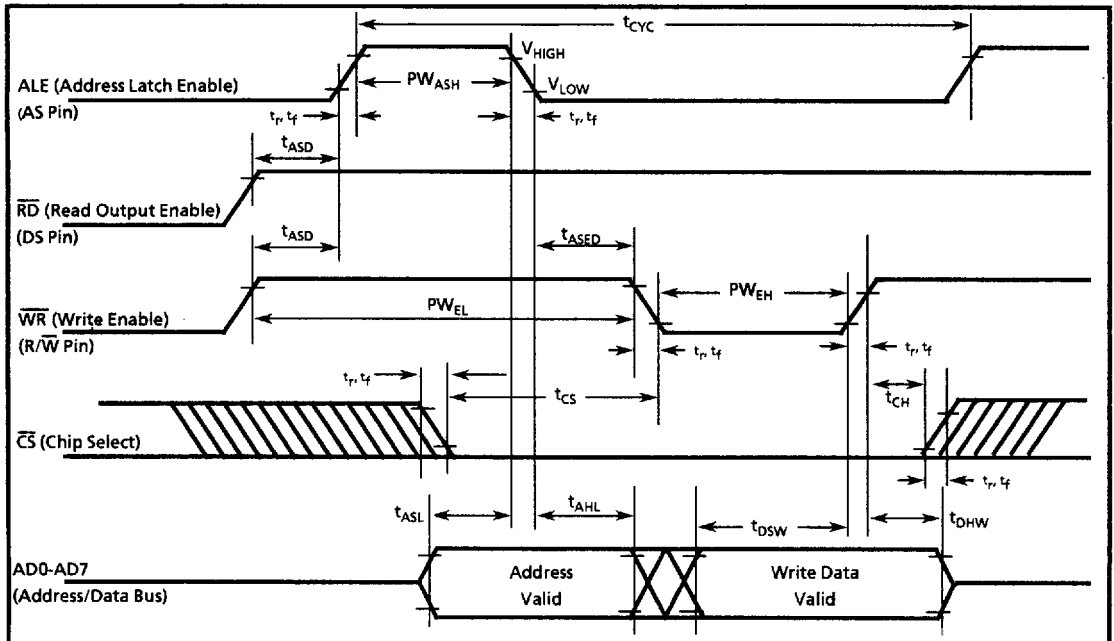 tCYC
VHIGH
ALE (Address Latch Enable)
(AS Pin)
PWASH
VLOW
tr, tf
tr, tf
tASD
RD (Read Output Enable)
(DS Pin)
tASD
tASED
WR (Write Enable)
(R/W Pin)
PWEL
PWEH
tr, tf
tr, tf
tr, tf
tCS
tCH
CS (Chip Select)
tr, tf
tASL
tAHL
tDSW
tDHW
AD0-AD7
(Address/Data Bus)
Address
Valid
Write Data
Valid